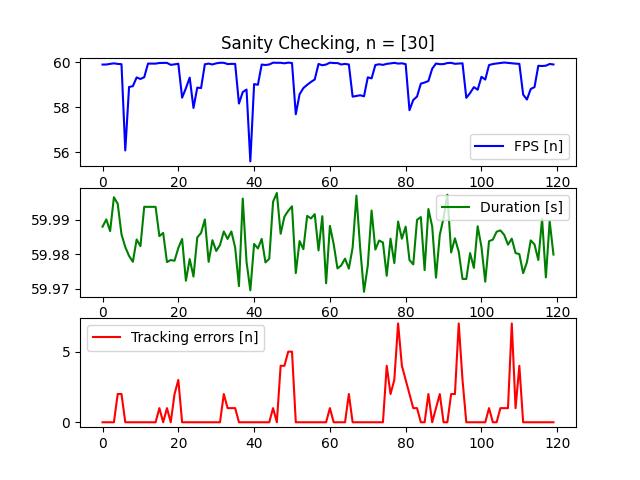 Sanity Checking, n = [30]
60
58
56
FPS [n]
0 20 40 60 80 100 120
59.99
59.98
59.97
Duration [s]
0 20 40 60 80 100 120
5
0
Tracking errors [n]
0 20 40 60 80 100 120